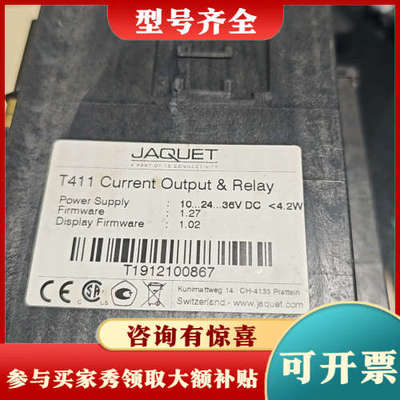 型号齐全
JAQUET
A PART OF TE CONNECTIVITY
T411 Current Output & Relay
Power Supply : 10...24...36V DC <4.2W
Firmware : 1.27
Display Firmware : 1.02
T1912100867
Kunimattweg 14 CH-4133 Pratteln
Switzerland - www.jaquet.com
咨询有惊喜
参与买家秀领取大额补贴
可开票